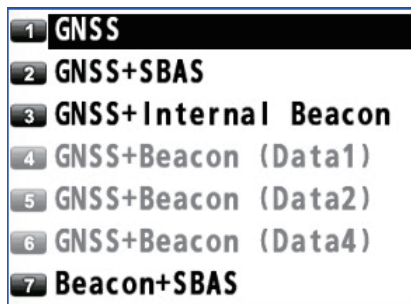 1 GNSS
2 GNSS+SBAS
3 GNSS+Internal Beacon
4 GNSS+Beacon (Data1)
5 GNSS+Beacon (Data2)
6 GNSS+Beacon (Data4)
7 Beacon+SBAS